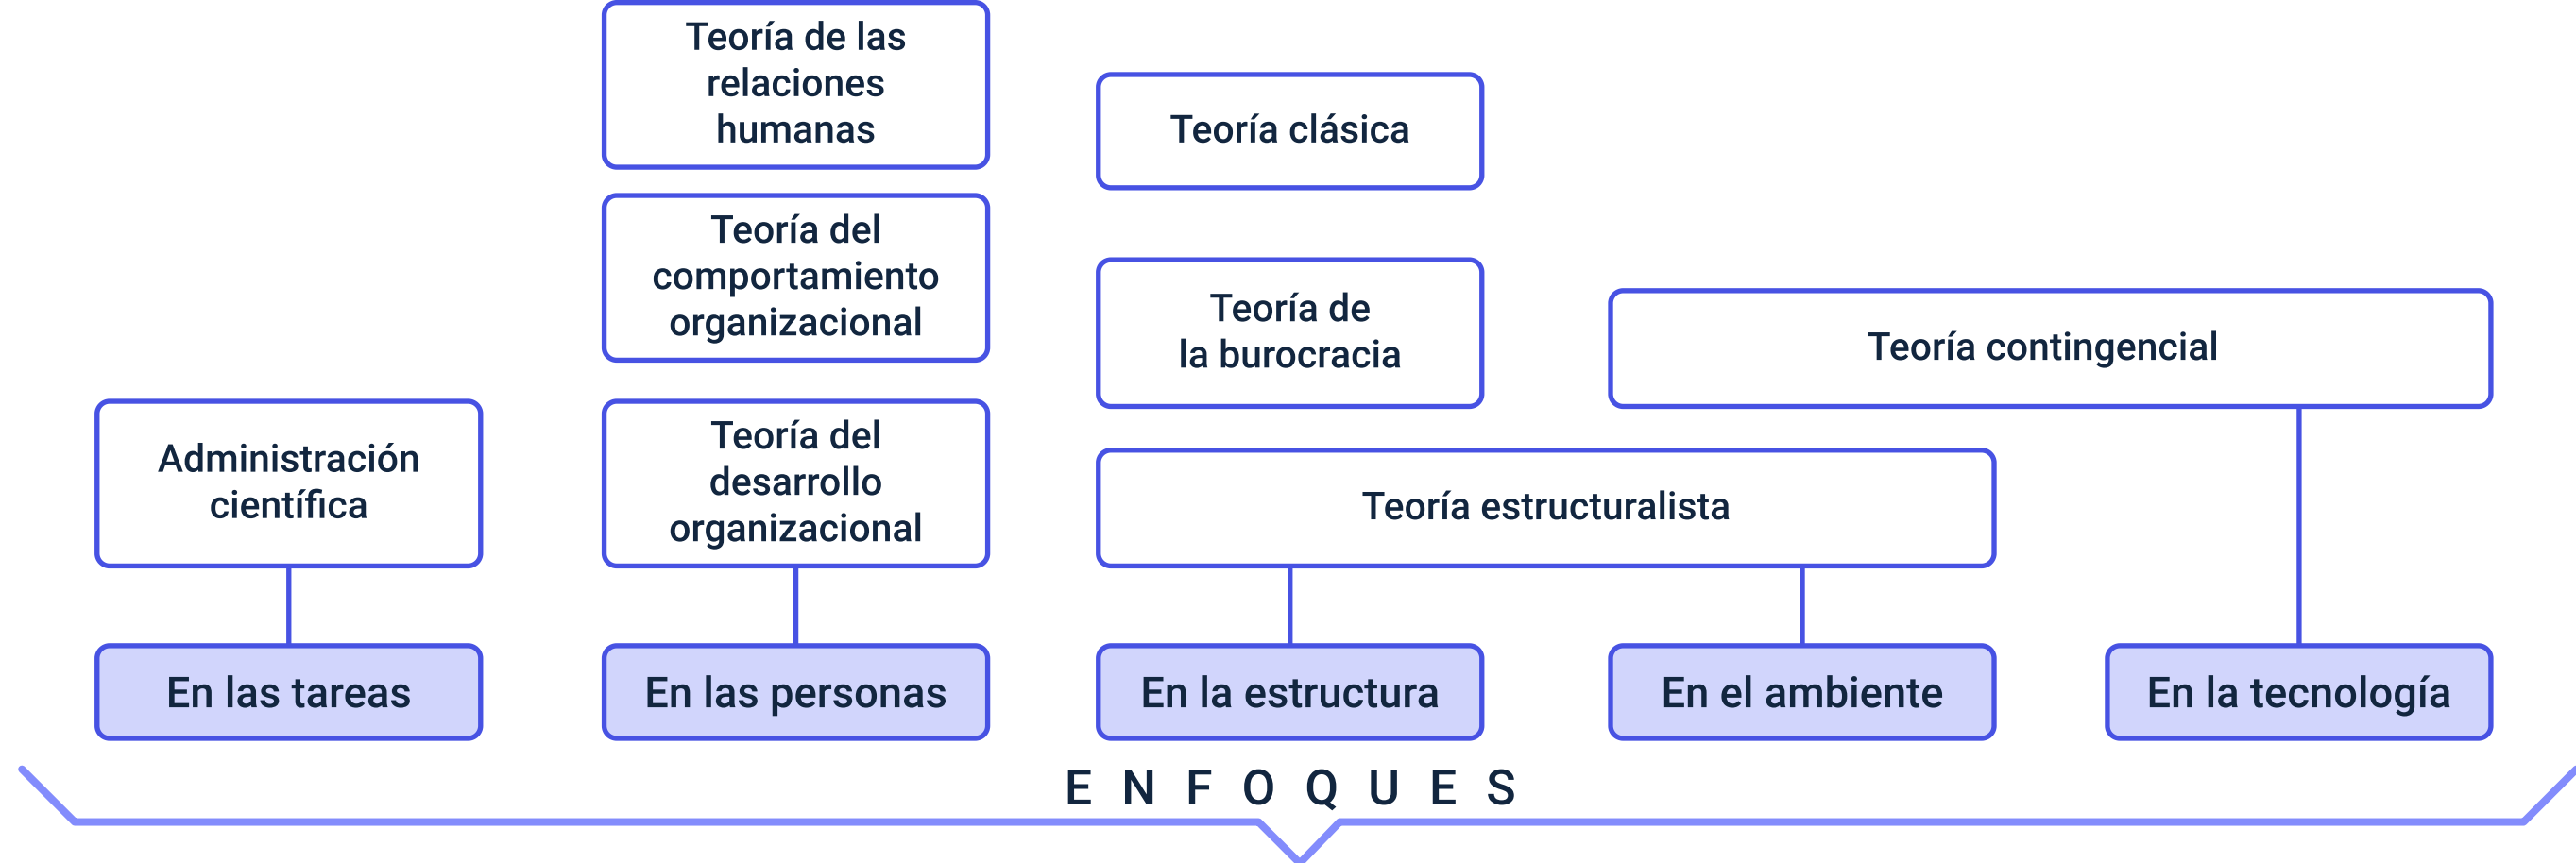 Teoría de las
relaciones
humanas
Teoría clásica
Teoría del
comportamiento
organizacional
Teoría de
la burocracia
Teoría contingencial
Administración
científica
Teoría del
desarrollo
organizacional
Teoría estructuralista
En las tareas
En las personas
En la estructura
En el ambiente
En la tecnología
ENFOQUES